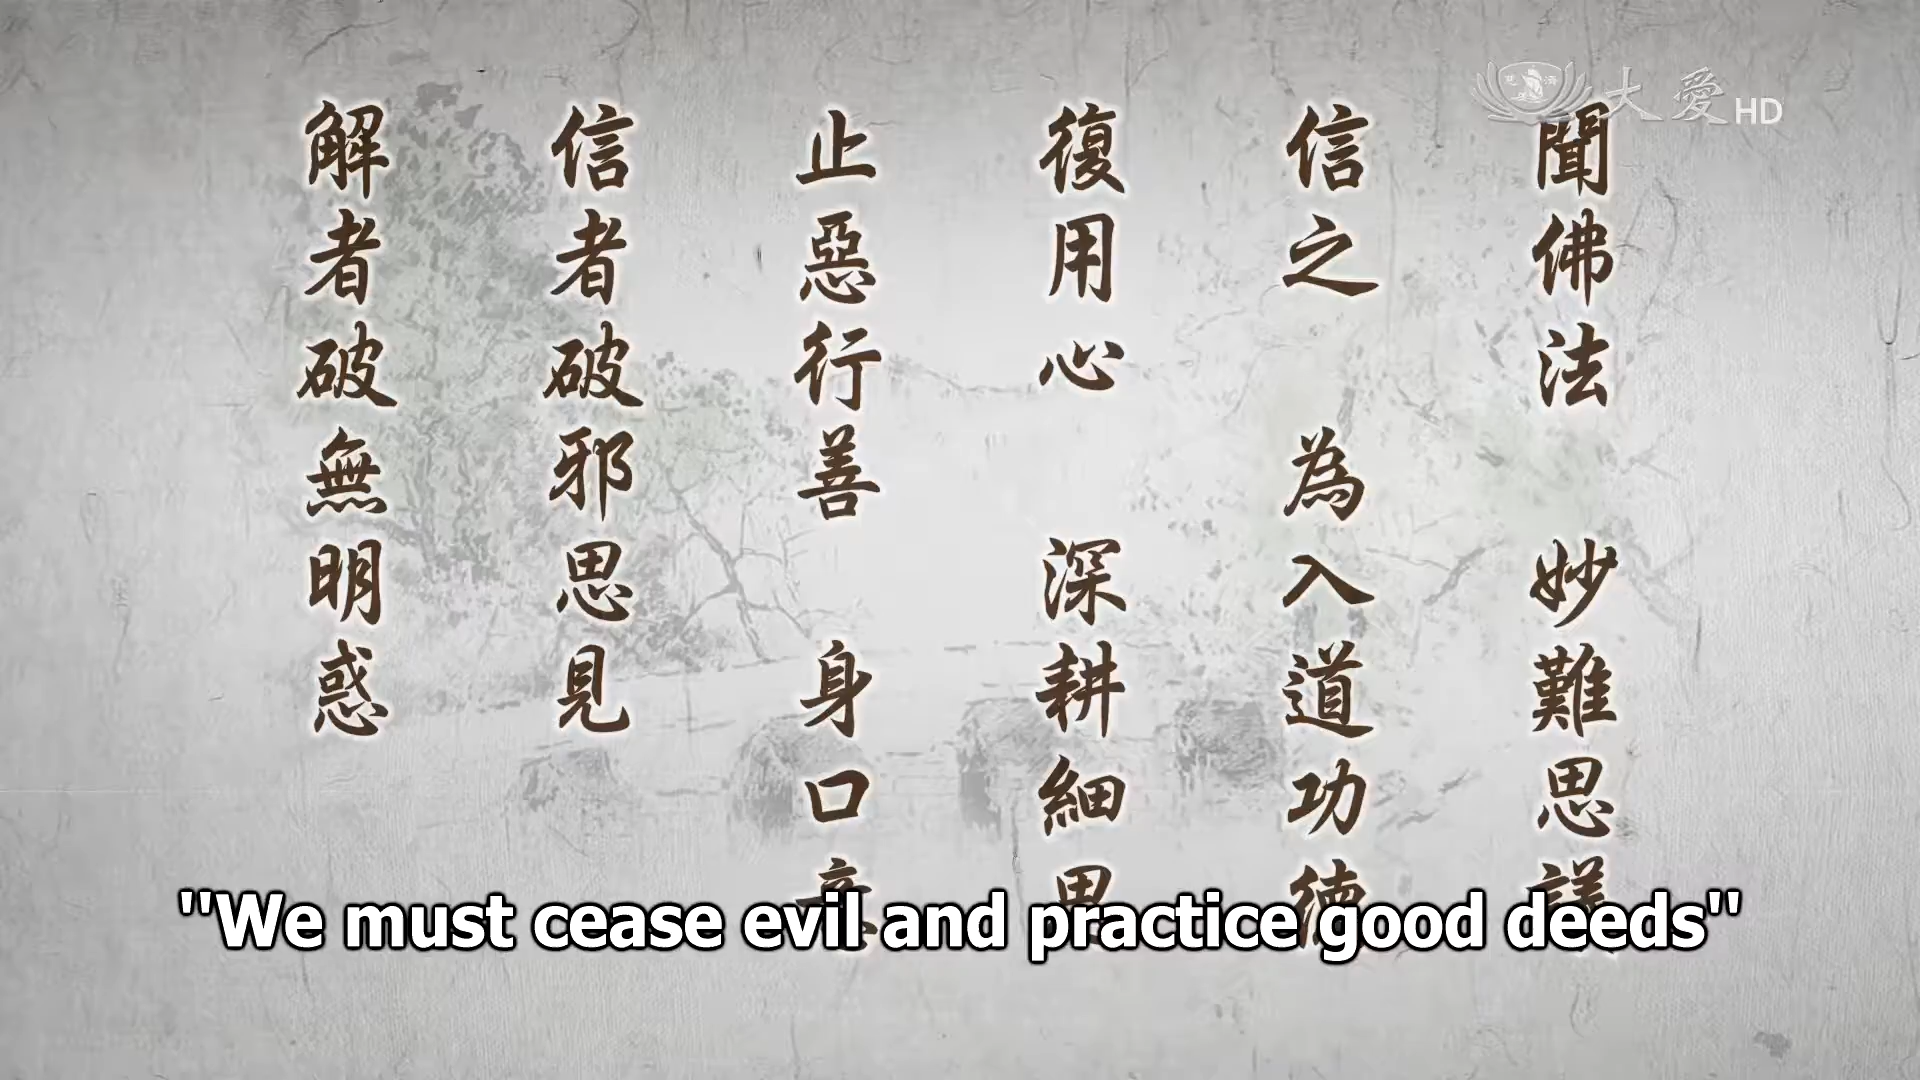 大愛HD
聞佛法 妙難思議
信之 為入道功德
復用心 深耕細思
止惡行善 身口意
信者破邪思見
解者破無明惑
"We must cease evil and practice good deeds"